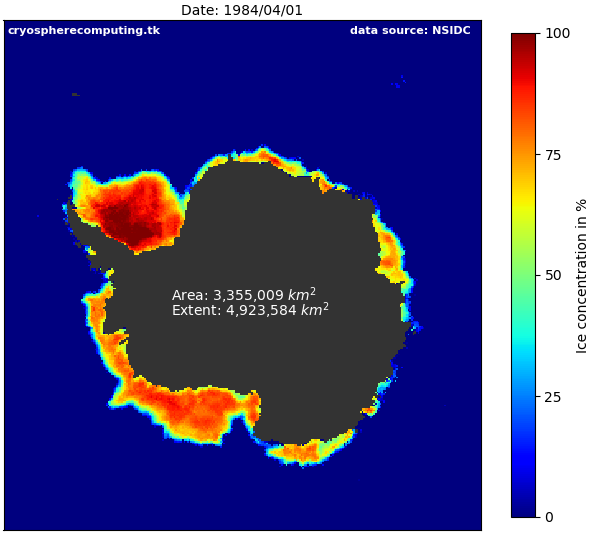 Date: 1984/04/01
cryospherecomputing.tk data source: NSIDC
Area: 3,355,009 km²
Extent: 4,923,584 km²
100
75
50
25
0
Ice concentration in %